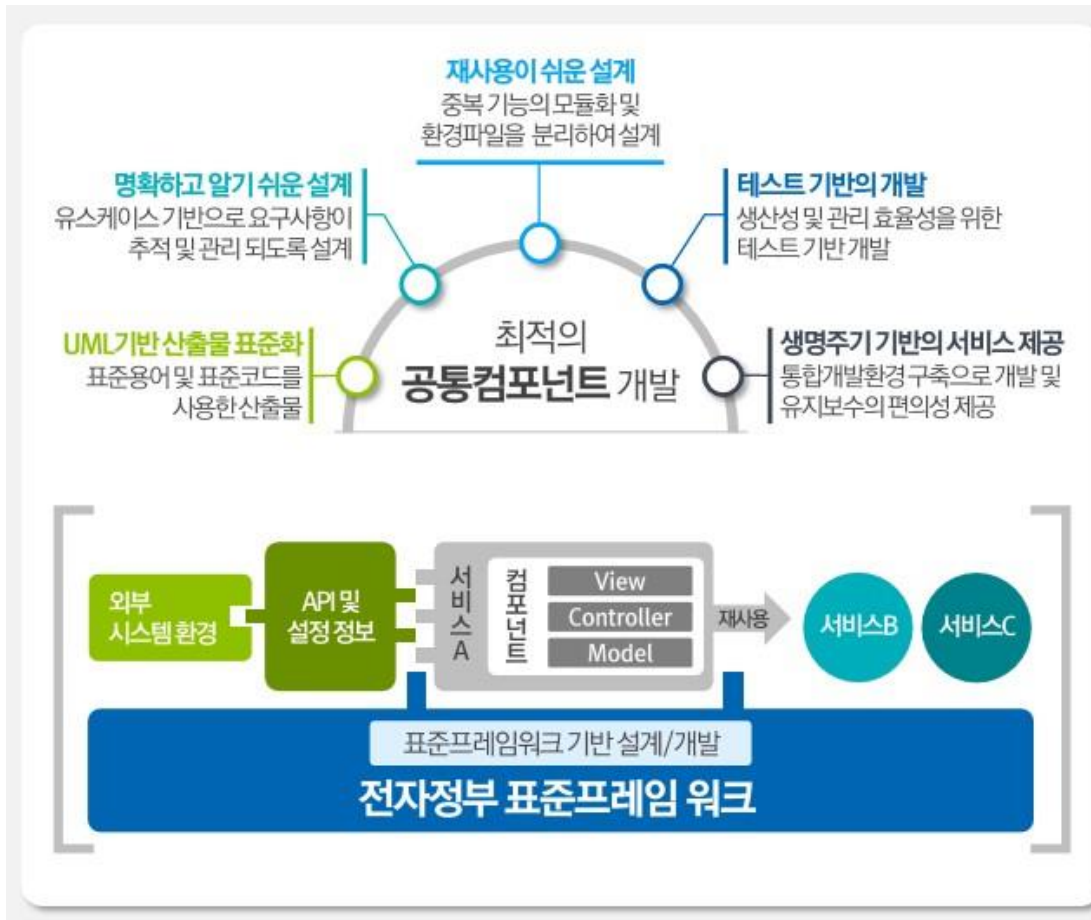 재사용이 쉬운 설계
중복 기능의 모듈화 및
환경파일을 분리하여 설계
명확하고 알기 쉬운 설계
유스케이스 기반으로 요구사항이
추적 및 관리 되도록 설계
테스트 기반의 개발
생산성 및 관리 효율성을 위한
테스트 기반 개발
UML기반 산출물 표준화
표준용어 및 표준코드를
사용한 산출물
생명주기 기반의 서비스 제공
통합개발환경 구축으로 개발 및
유지보수의 편의성 제공
최적의
공통컴포넌트 개발
외부
시스템 환경
API 및
설정 정보
서비스A
컴포넌트
View
Controller
Model
재사용
서비스B
서비스C
표준프레임워크 기반 설계/개발
전자정부 표준프레임 워크